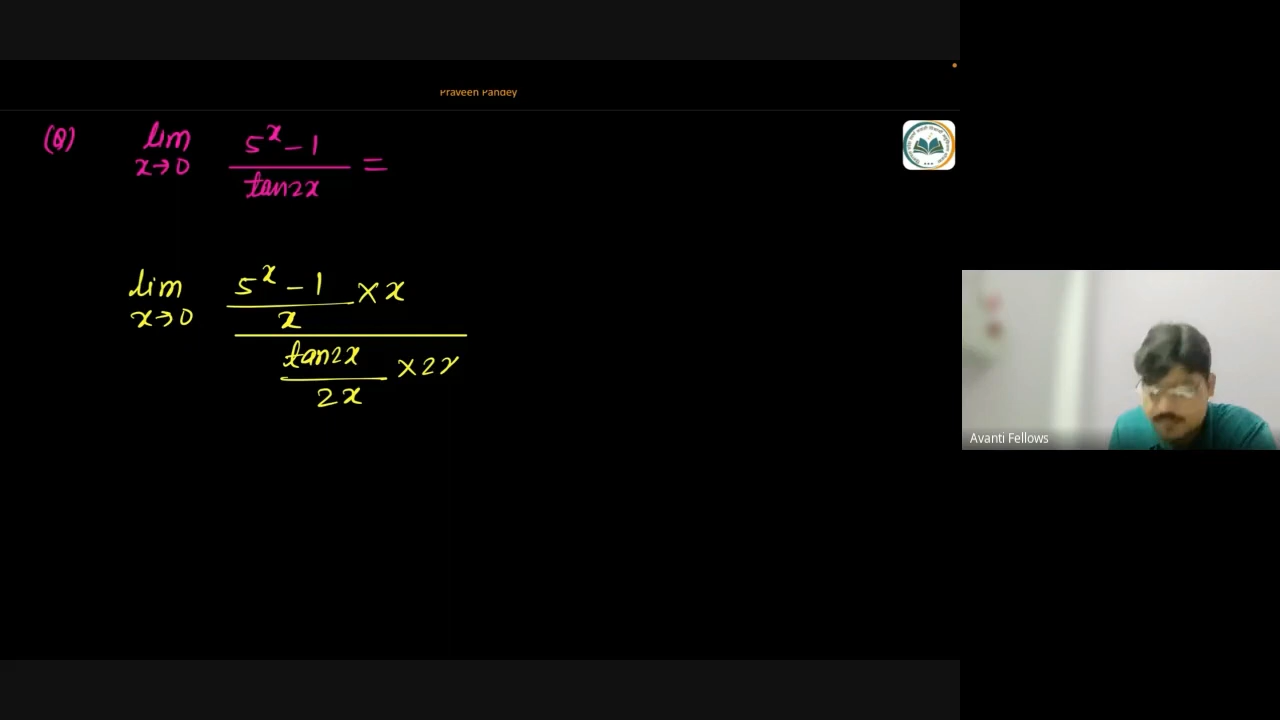 Praveen Pandey
(Q) lim x→0 (5^x - 1) / (tan2x) =
lim x→0 ((5^x - 1)/x × x) / ((tan2x)/(2x) × 2x)
Avanti Fellows